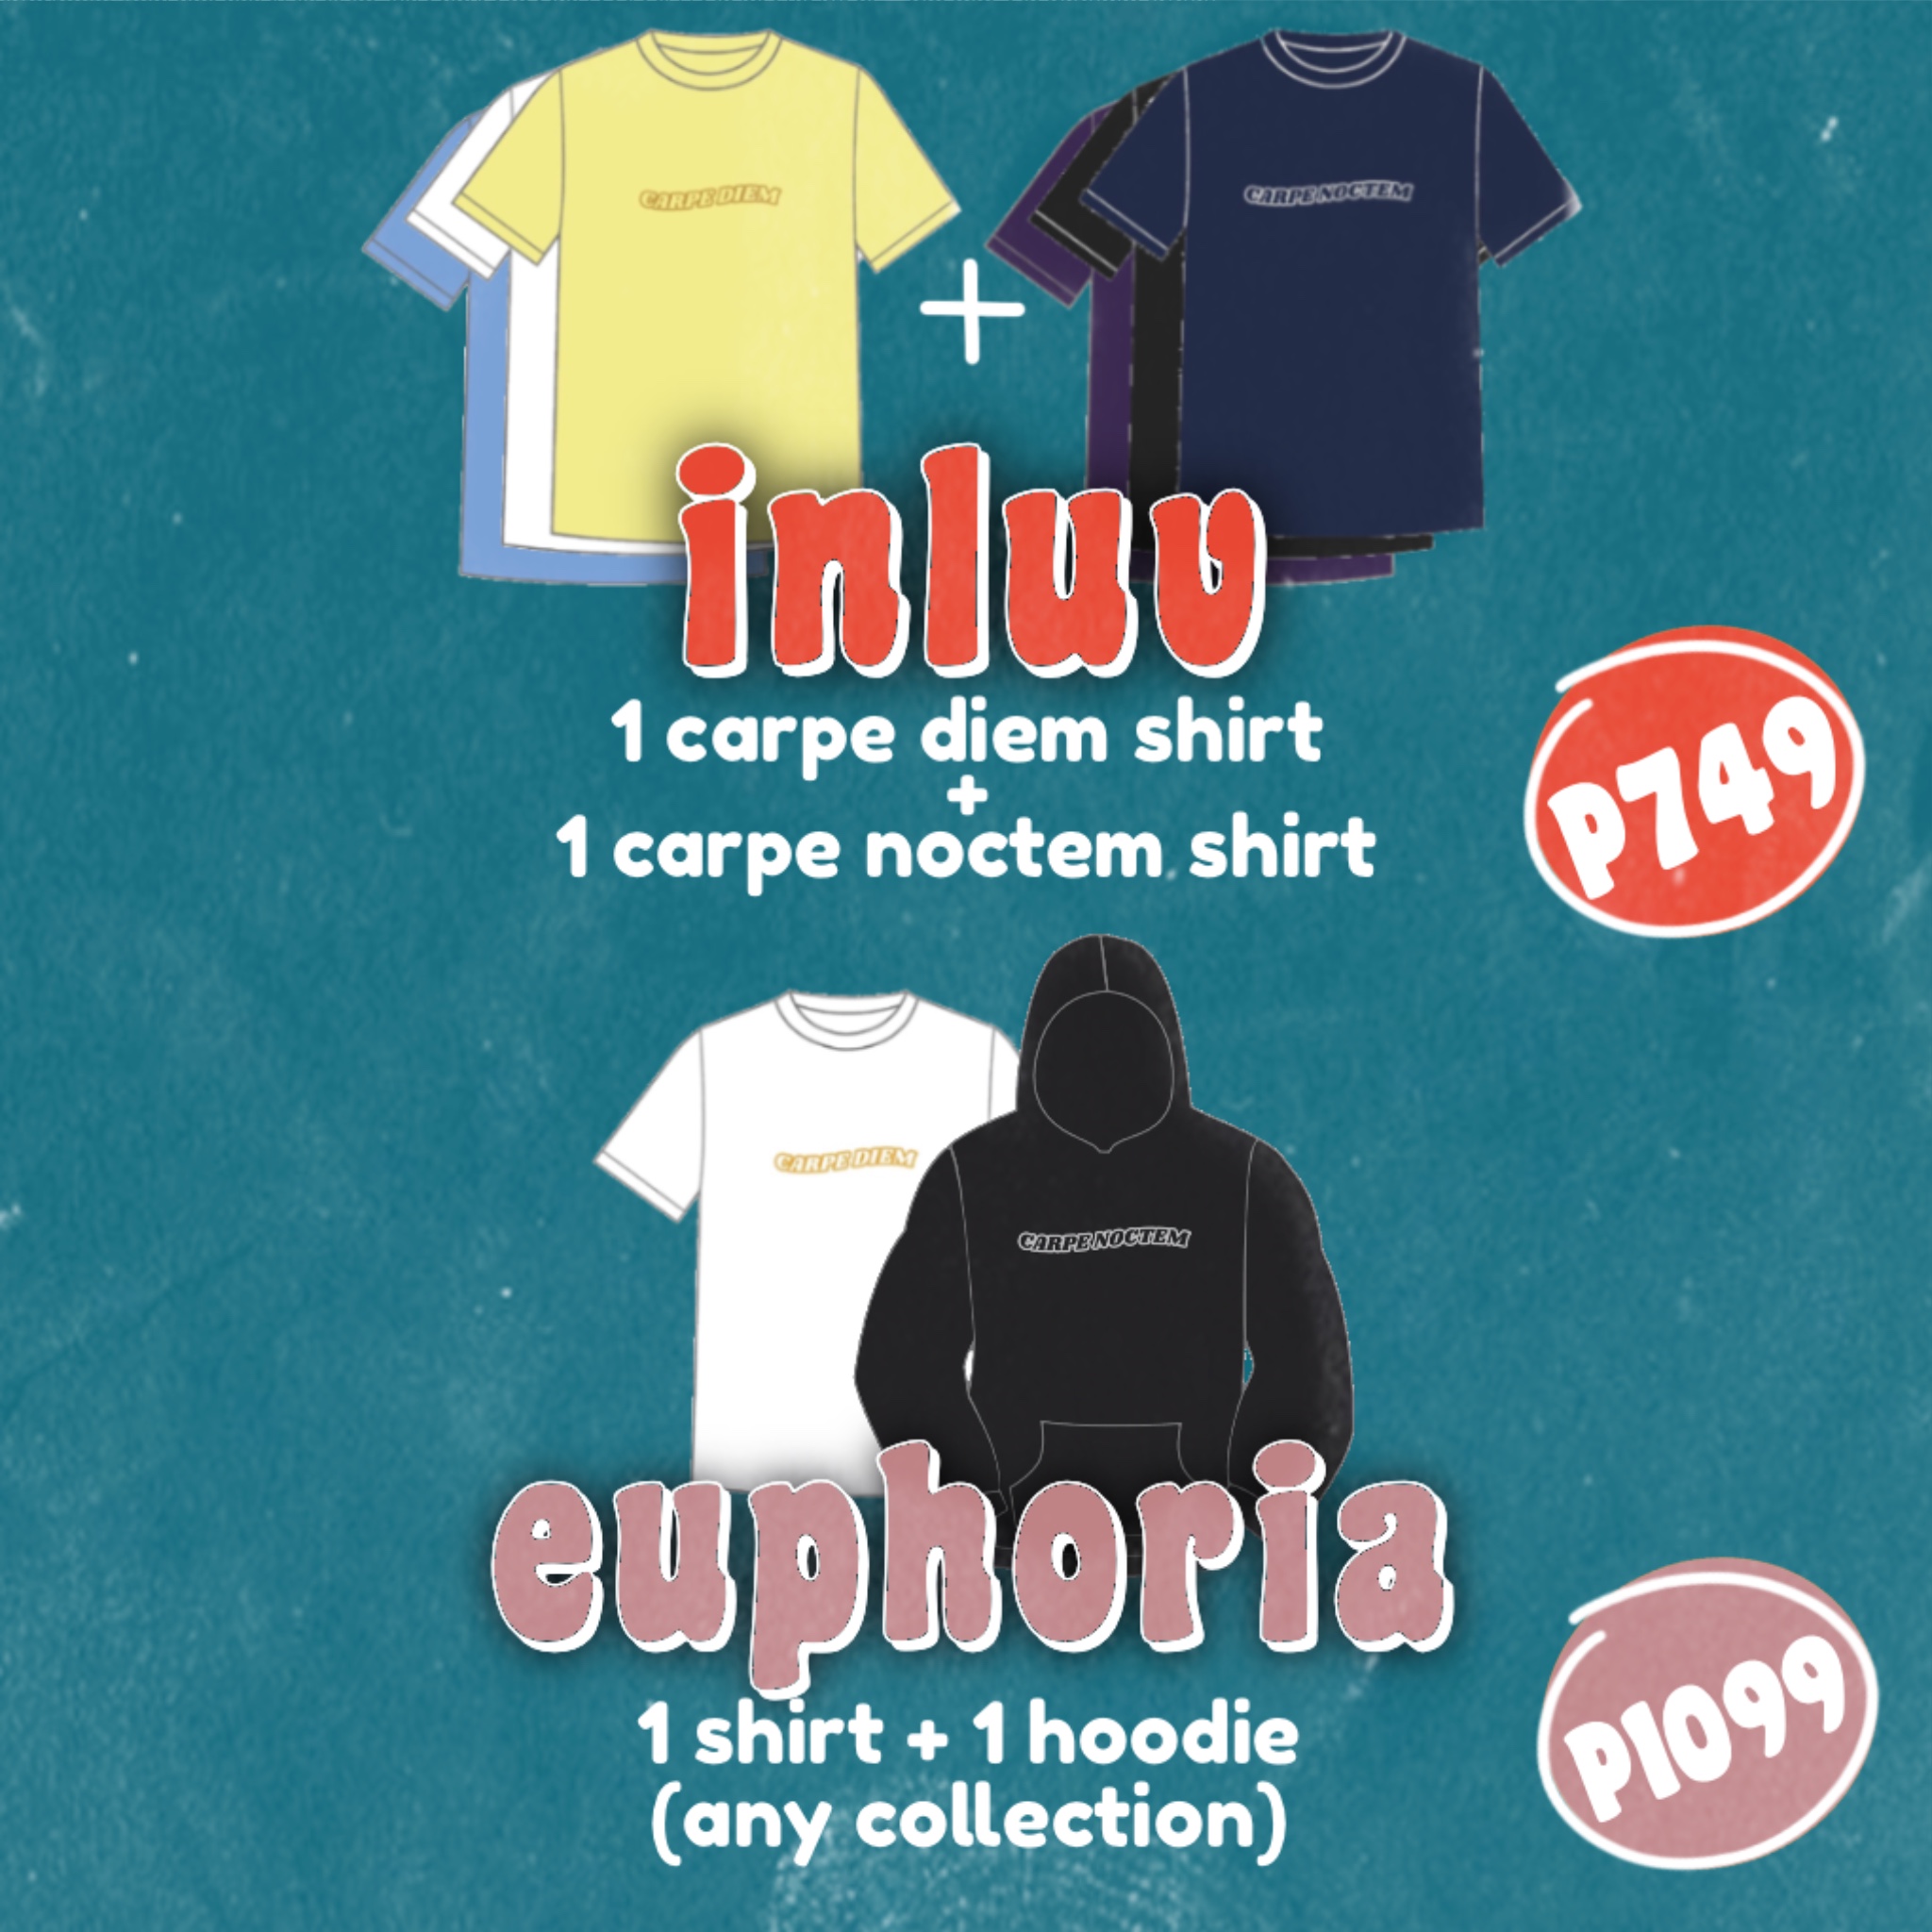 CARPE DIEM
CARPE NOCTEM
inluv
1 carpe diem shirt
+
1 carpe noctem shirt
P749
CARPE DIEM
CARPE NOCTEM
euphoria
1 shirt + 1 hoodie
(any collection)
P1099